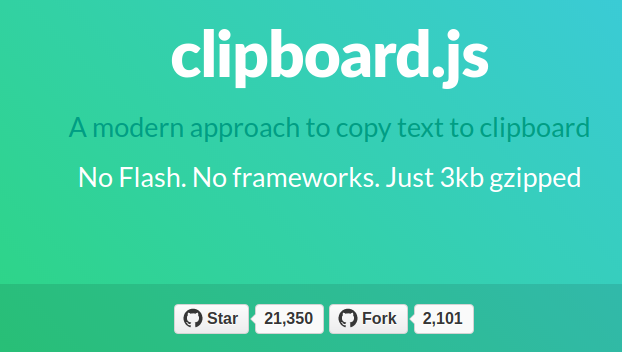 clipboard.js
A modern approach to copy text to clipboard
No Flash. No frameworks. Just 3kb gzipped
Star 21,350 Fork 2,101